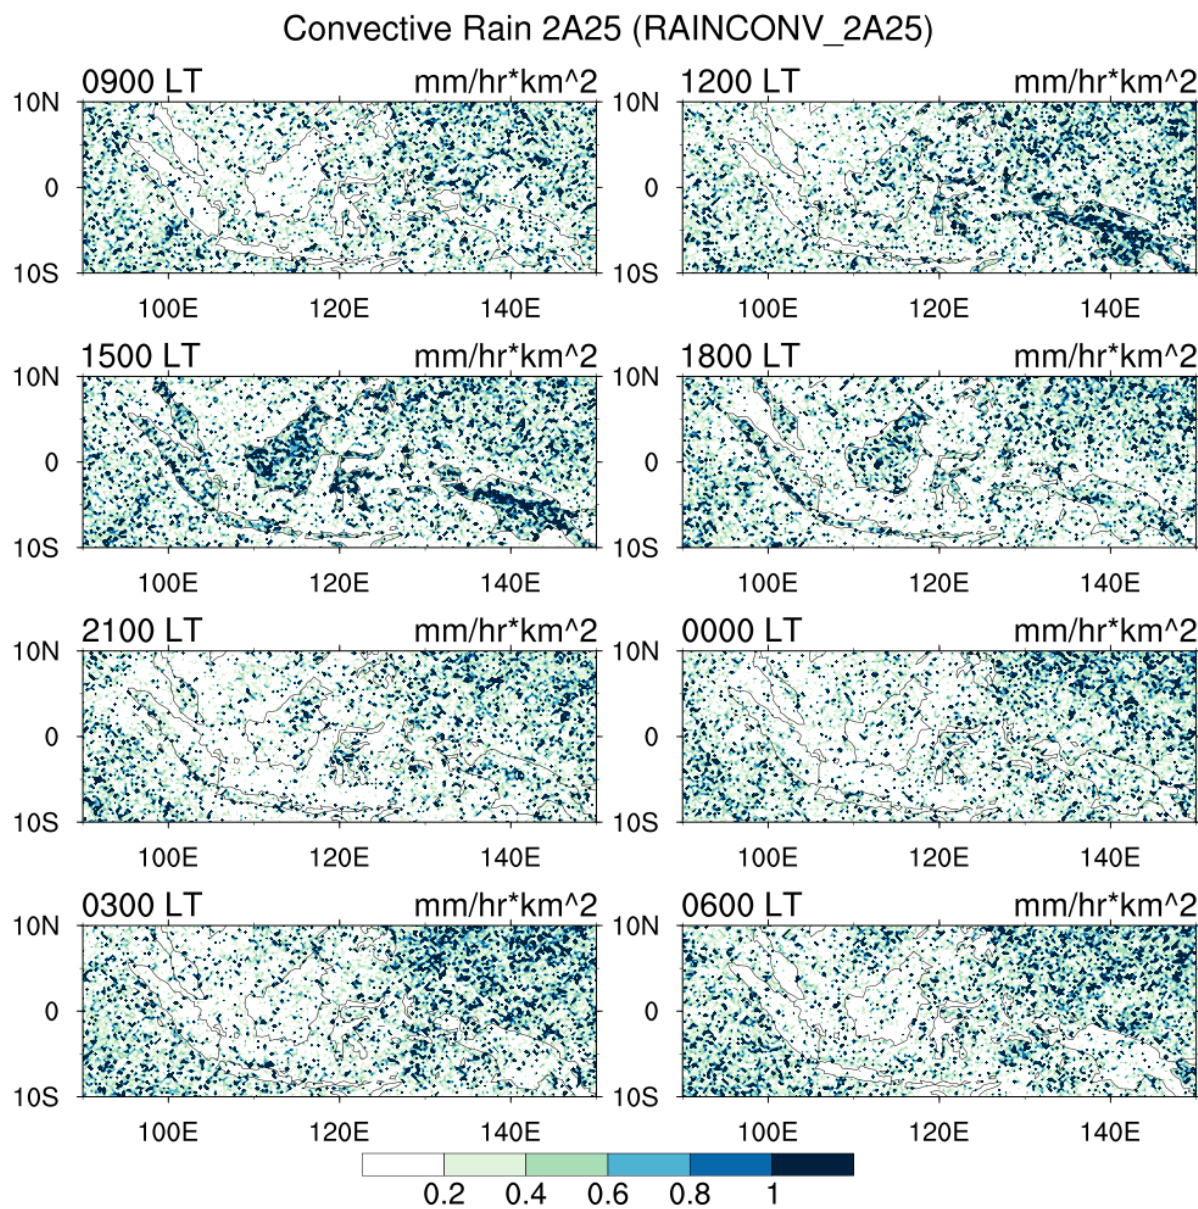 Convective Rain 2A25 (RAINCONV_2A25)
0900 LT mm/hr*km^2 1200 LT mm/hr*km^2
10N 10N
0 0
10S 10S
100E 120E 140E 100E 120E 140E
1500 LT mm/hr*km^2 1800 LT mm/hr*km^2
10N 10N
0 0
10S 10S
100E 120E 140E 100E 120E 140E
2100 LT mm/hr*km^2 0000 LT mm/hr*km^2
10N 10N
0 0
10S 10S
100E 120E 140E 100E 120E 140E
0300 LT mm/hr*km^2 0600 LT mm/hr*km^2
10N 10N
0 0
10S 10S
100E 120E 140E 100E 120E 140E
0.2 0.4 0.6 0.8 1